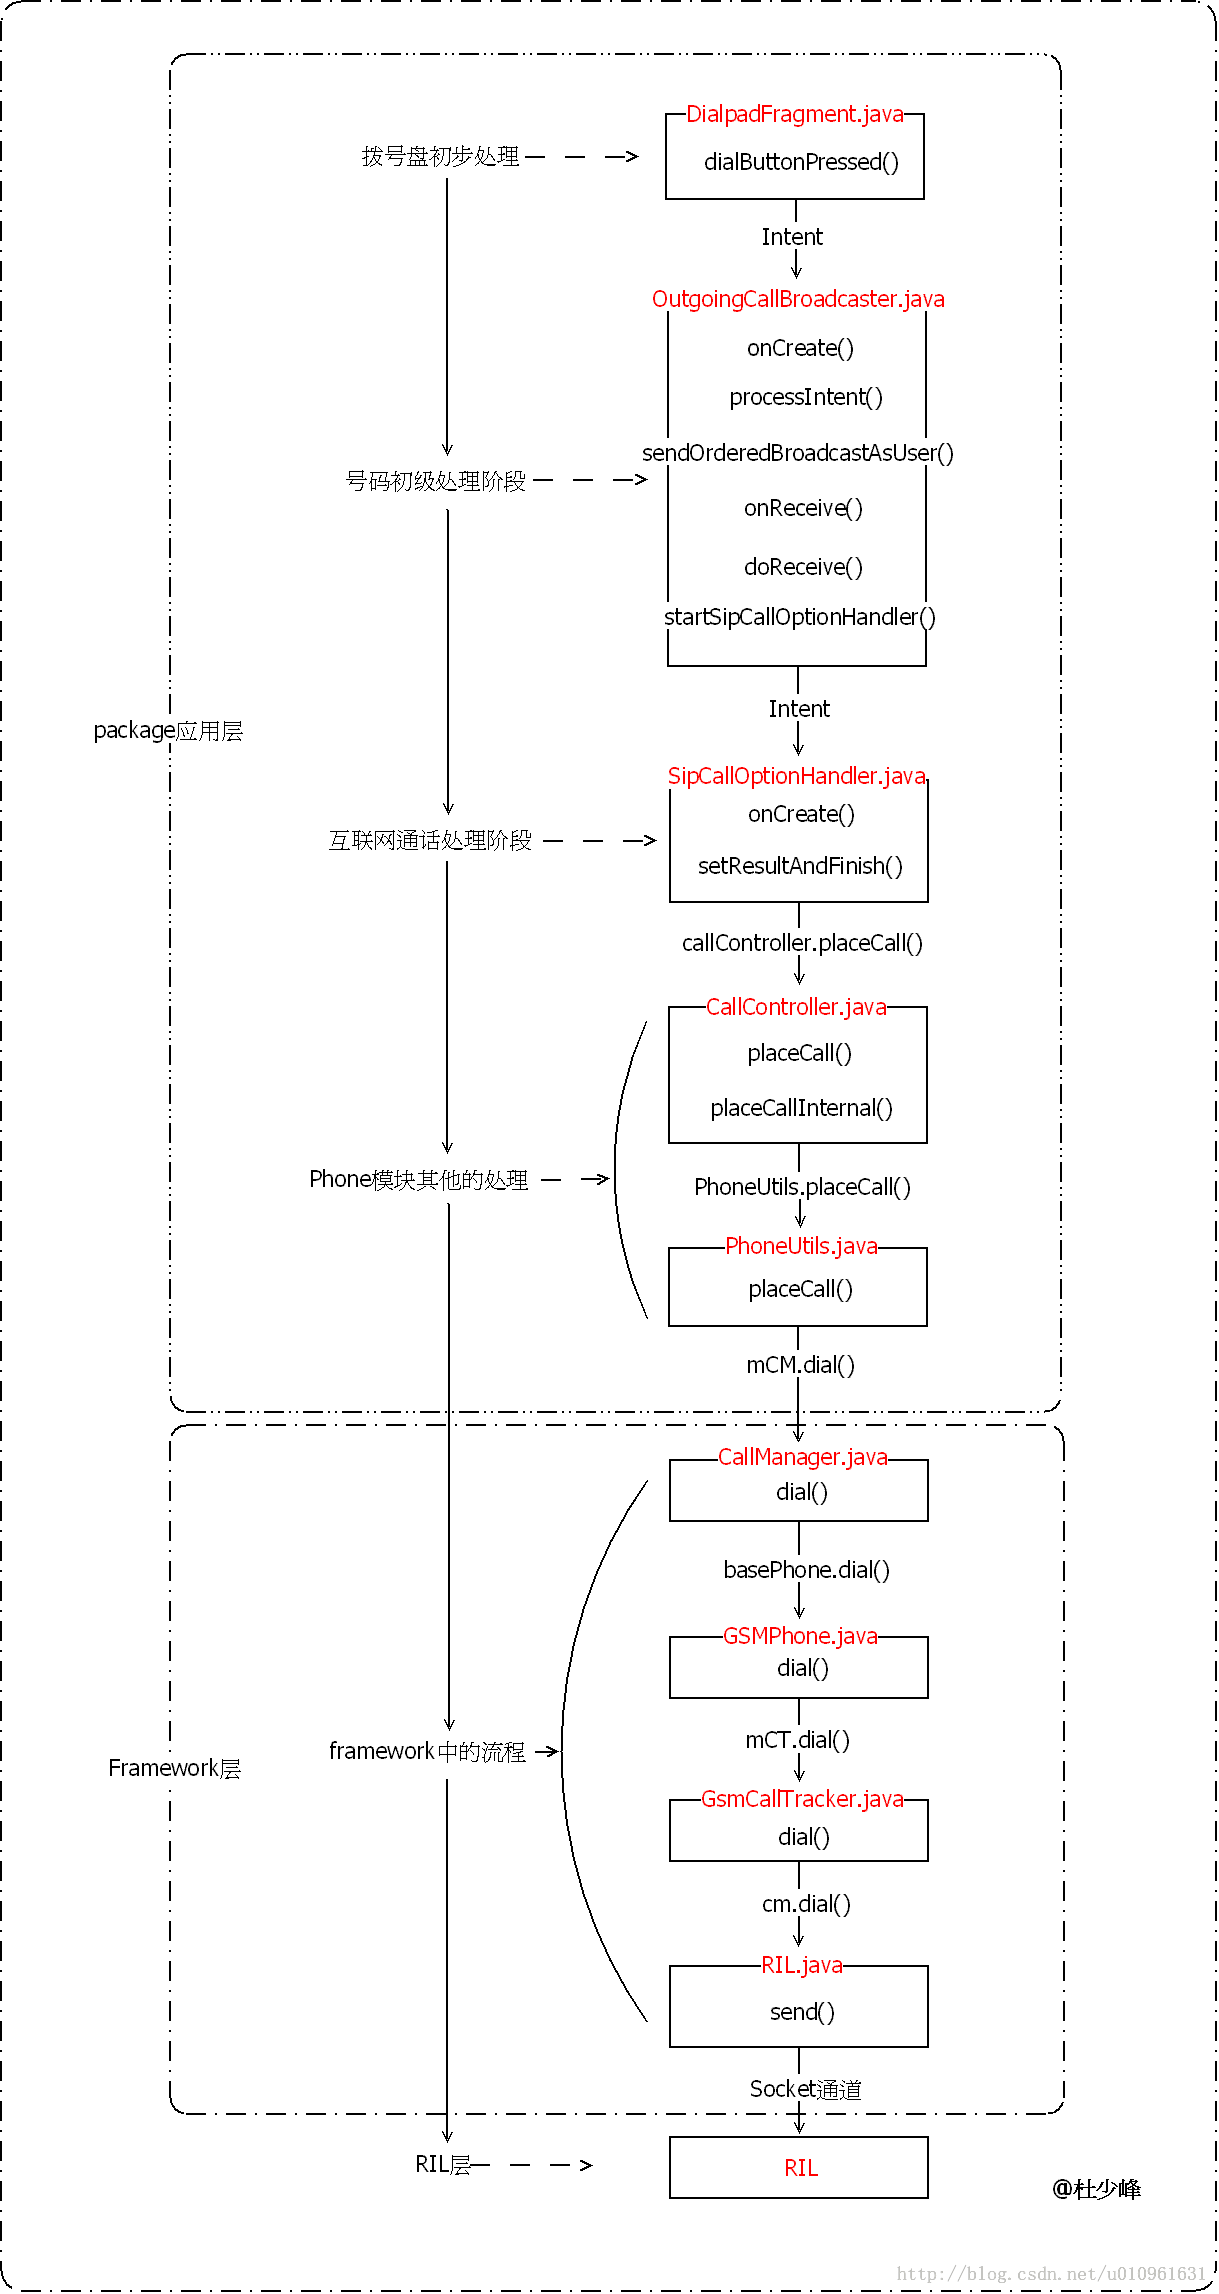 DialpadFragment.java
拨号盘初步处理
dialButtonPressed()
Intent
OutgoingCallBroadcaster.java
onCreate()
processIntent()
sendOrderedBroadcastAsUser()
号码初级处理阶段
onReceive()
doReceive()
startSipCallOptionHandler()
Intent
package应用层
SipCallOptionHandler.java
onCreate()
互联网通话处理阶段
setResultAndFinish()
callController.placeCall()
CallController.java
placeCall()
placeCallInternal()
Phone模块其他的处理
PhoneUtils.placeCall()
PhoneUtils.java
placeCall()
mCM.dial()
CallManager.java
dial()
basePhone.dial()
GSMPhone.java
dial()
mCT.dial()
framework中的流程
Framework层
GsmCallTracker.java
dial()
cm.dial()
RIL.java
send()
Socket通道
RIL层
RIL
@杜少峰
http://blog.csdn.net/u010961631